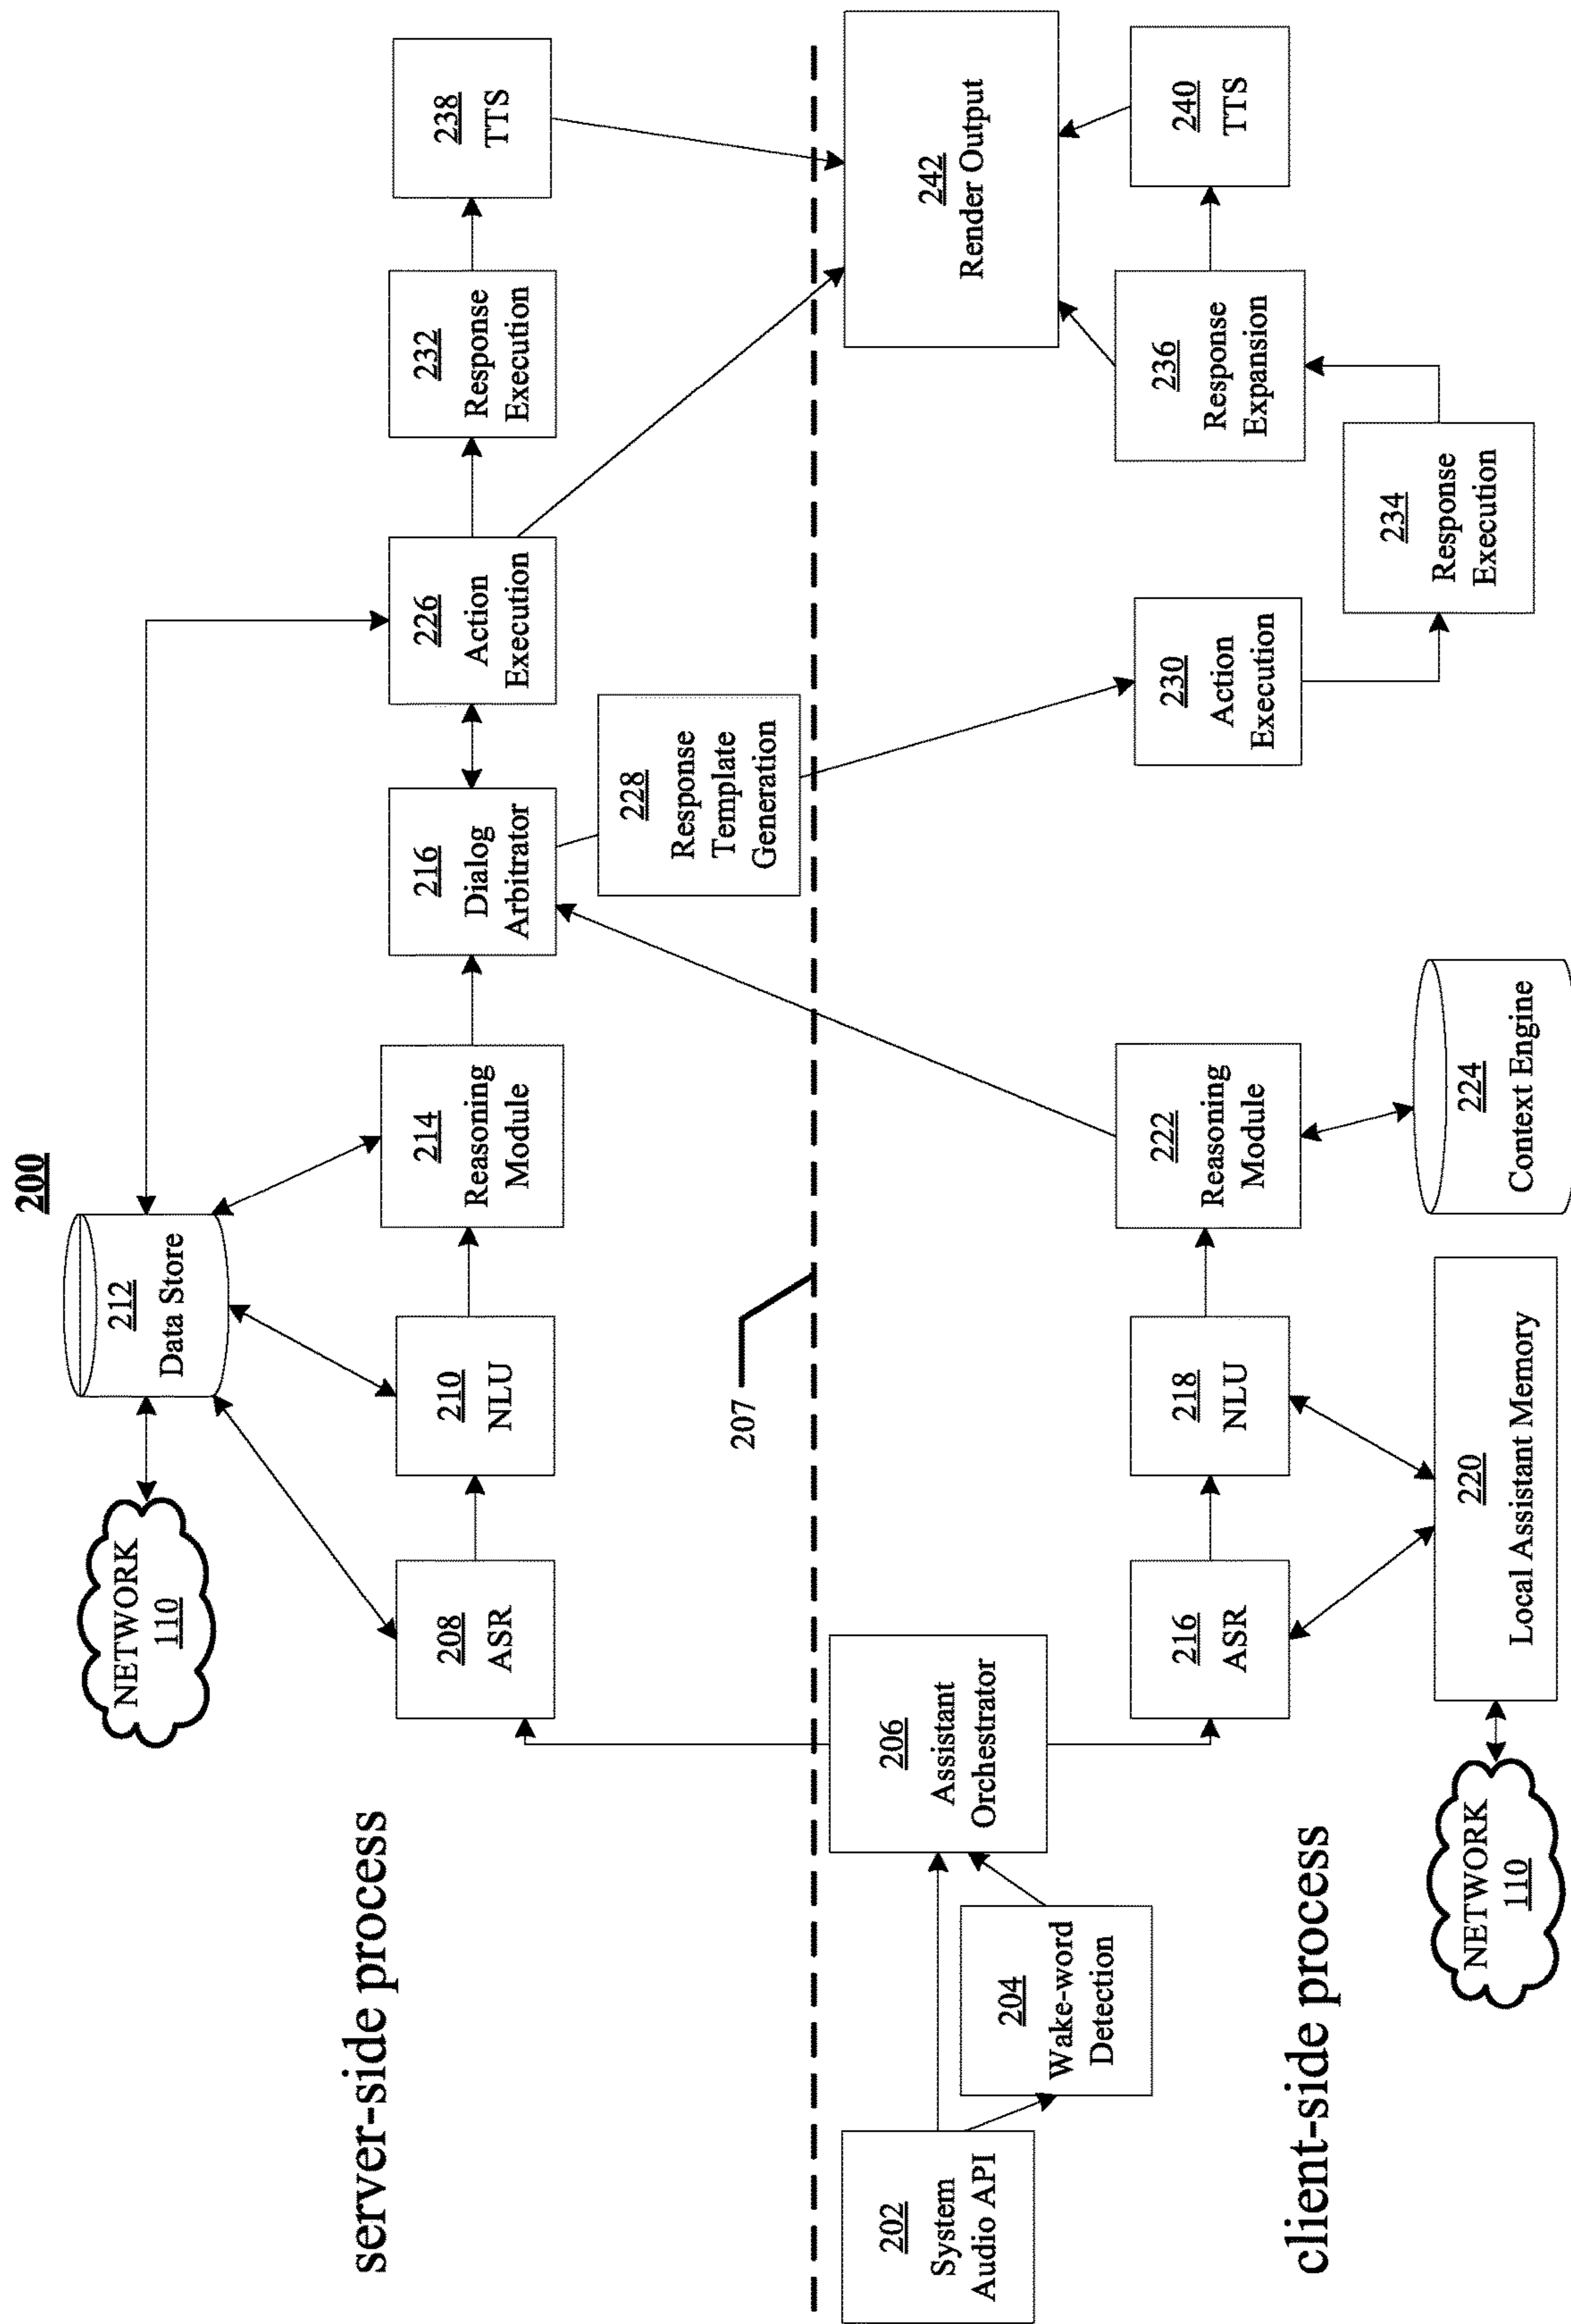 200
server-side process
NETWORK
110
212
Data Store
208
ASR
210
NLU
214
Reasoning
Module
216
Dialog
Arbitrator
226
Action
Execution
232
Response
Execution
238
TTS
228
Response
Template
Generation
207
202
System
Audio API
204
Wake-word
Detection
206
Assistant
Orchestrator
242
Render Output
client-side process
216
ASR
218
NLU
222
Reasoning
Module
230
Action
Execution
236
Response
Expansion
240
TTS
234
Response
Execution
NETWORK
110
220
Local Assistant Memory
224
Context Engine